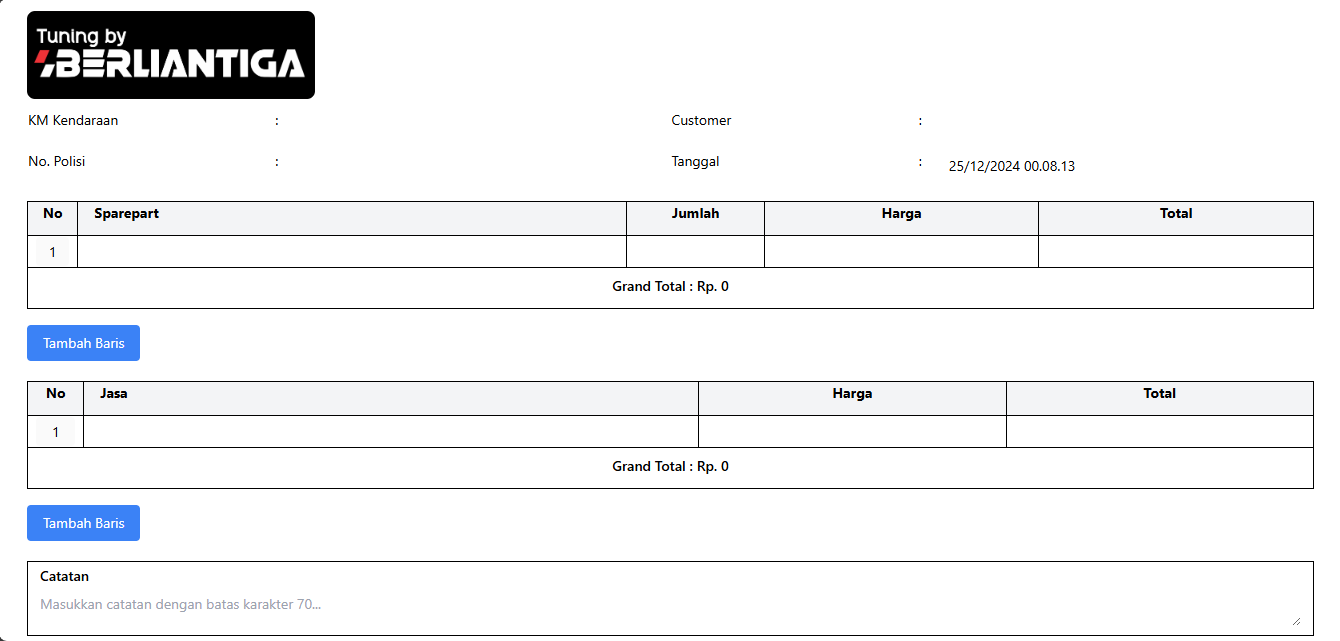 Tuning by
BERLIANTIGA
KM Kendaraan : Customer :
No. Polisi : Tanggal : 25/12/2024 00.08.13
No Sparepart Jumlah Harga Total
1
Grand Total : Rp. 0
Tambah Baris
No Jasa Harga Total
1
Grand Total : Rp. 0
Tambah Baris
Catatan
Masukkan catatan dengan batas karakter 70...